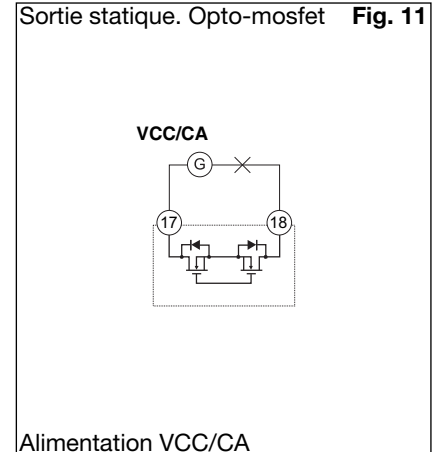 Sortie statique. Opto-mosfet Fig. 11
VCC/CA
G
17 18
Alimentation VCC/CA